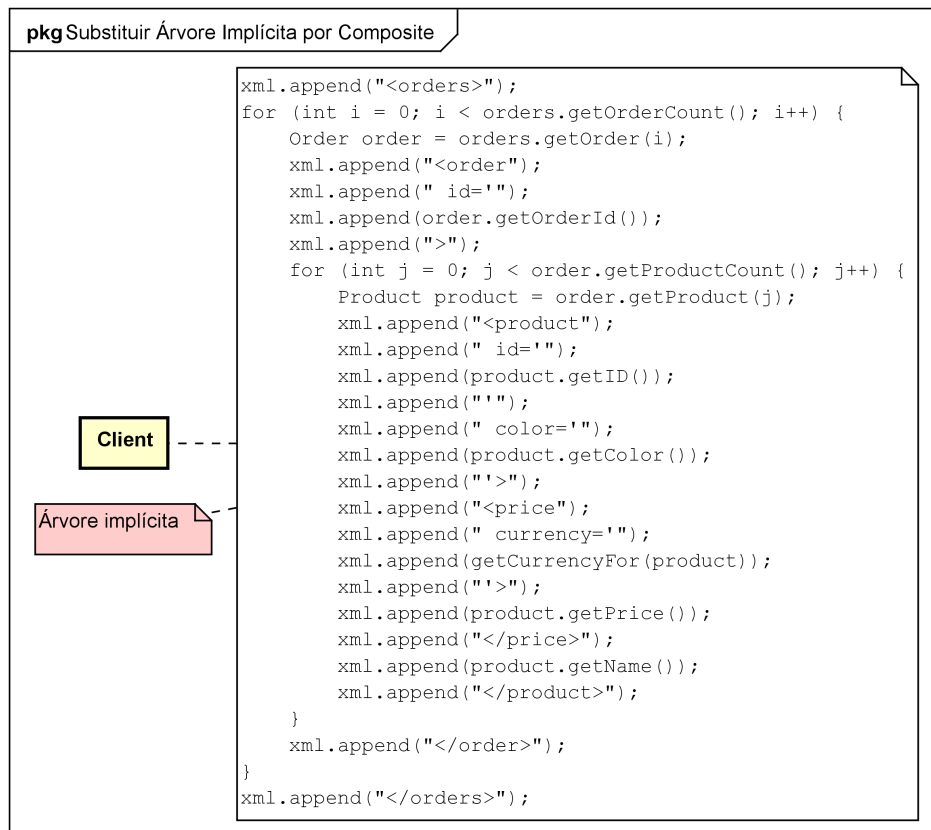 pkg Substituir Árvore Implícita por Composite
xml.append("<orders>");
for (int i = 0; i < orders.getOrderCount(); i++) {
    Order order = orders.getOrder(i);
    xml.append("<order");
    xml.append(" id='");
    xml.append(order.getOrderId());
    xml.append(">");
    for (int j = 0; j < order.getProductCount(); j++) {
        Product product = order.getProduct(j);
        xml.append("<product");
        xml.append(" id='");
        xml.append(product.getID());
        xml.append("'");
        xml.append(" color='");
        xml.append(product.getColor());
        xml.append("'>");
        xml.append("<price");
        xml.append(" currency='");
        xml.append(getCurrencyFor(product));
        xml.append("'>");
        xml.append(product.getPrice());
        xml.append("</price>");
        xml.append(product.getName());
        xml.append("</product>");
    }
    xml.append("</order>");
}
xml.append("</orders>");
Client
Árvore implícita